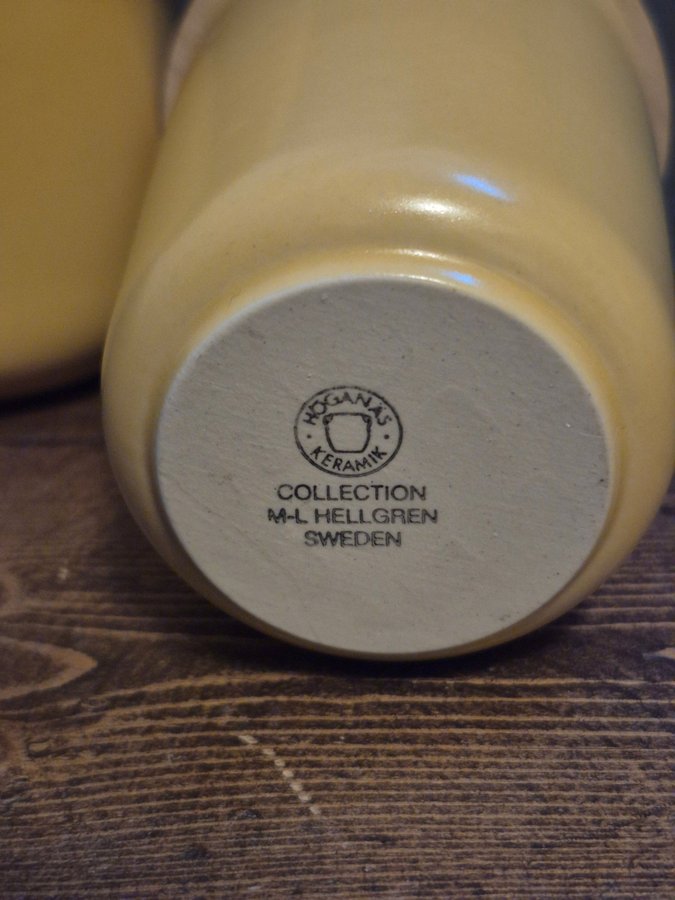 HÖGANÄS
KERAMIK
COLLECTION
M-L HELLGREN
SWEDEN